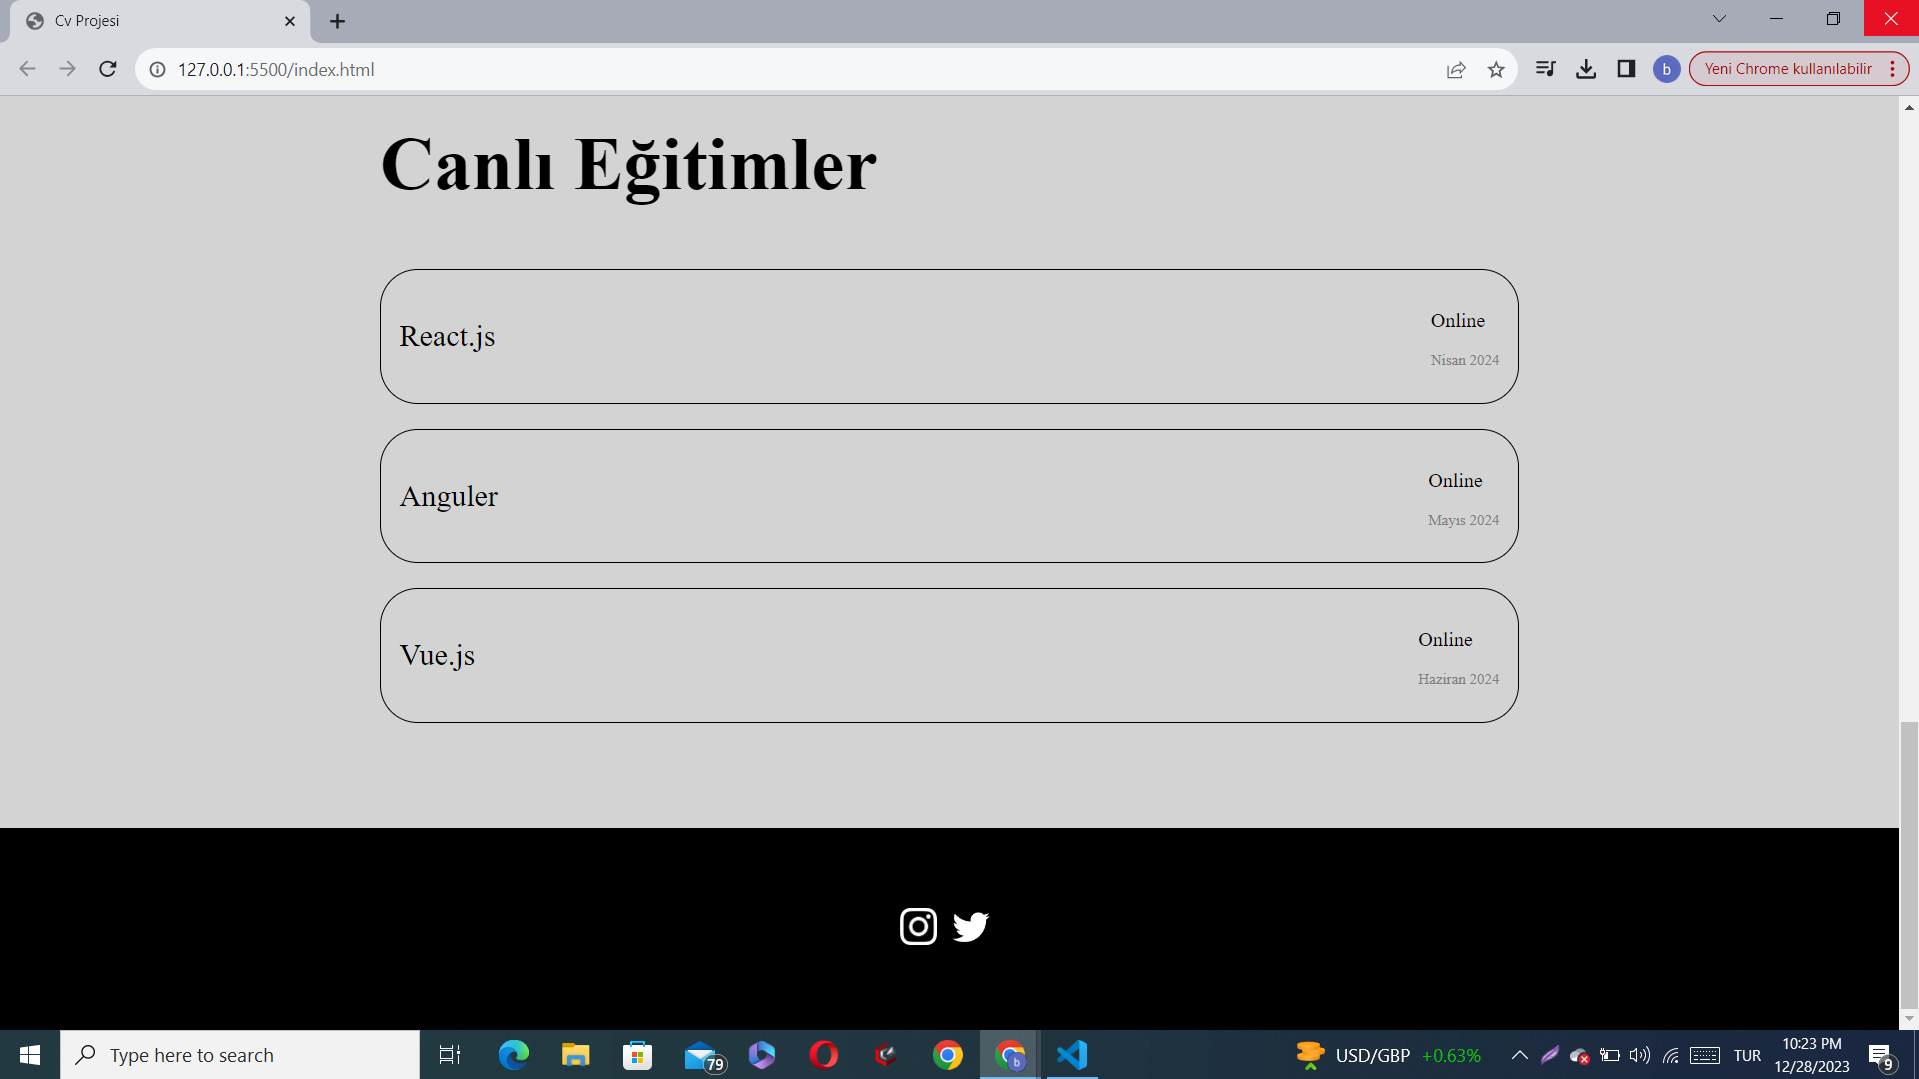 Cv Projesi
127.0.0.1:5500/index.html
b
Yeni Chrome kullanılabilir
Canlı Eğitimler
React.js
Online
Nisan 2024
Anguler
Online
Mayıs 2024
Vue.js
Online
Haziran 2024
Type here to search
79
b
USD/GBP +0.63%
TUR
10:23 PM
12/28/2023
9